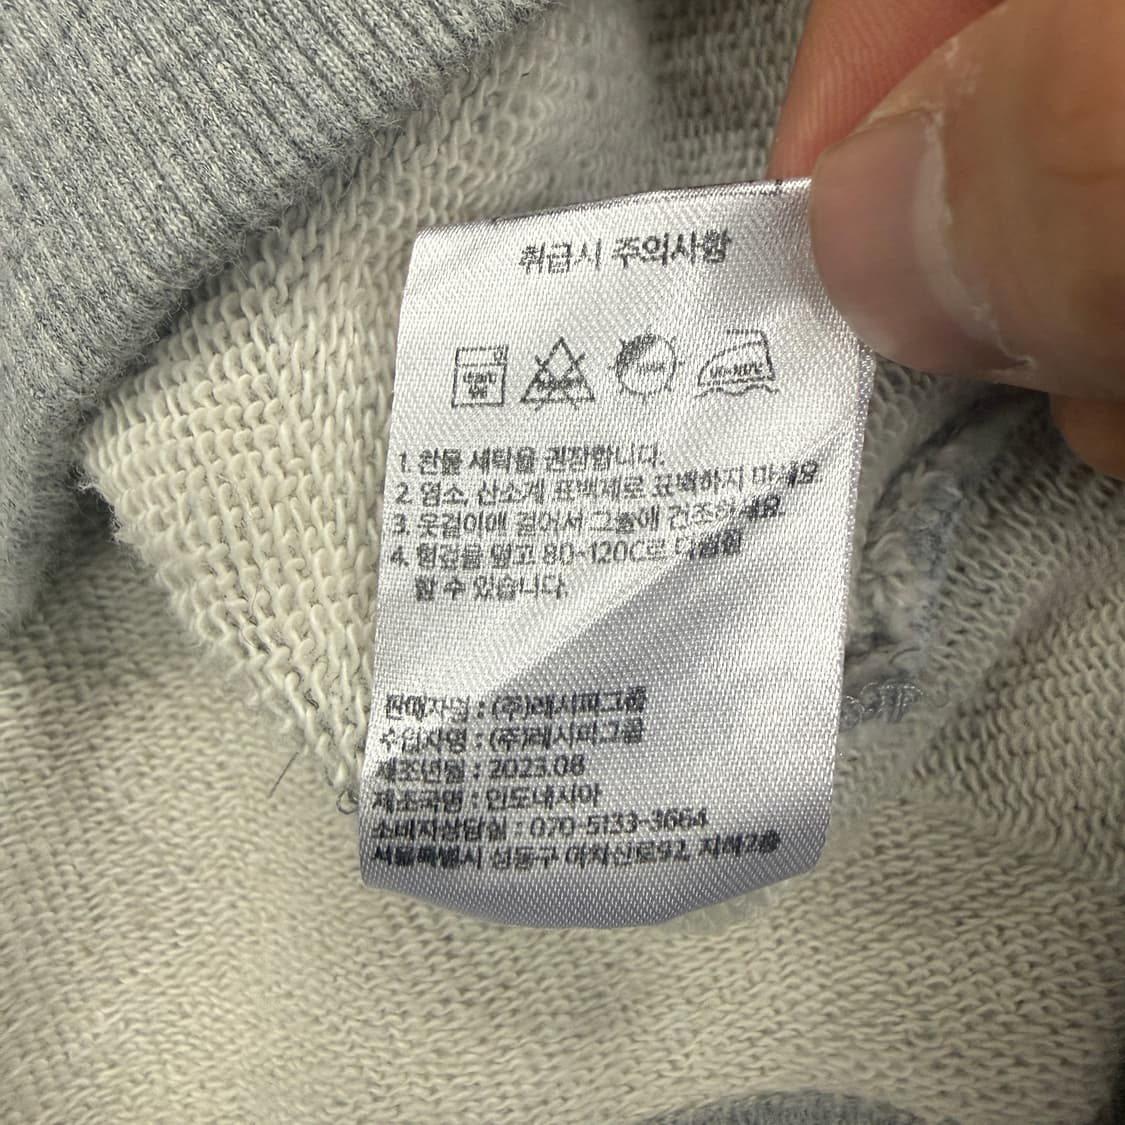 취급시 주의사항
1. 찬물 세탁을 권장합니다.
2. 염소, 산소계 표백제로 표백하지 마세요
3. 옷걸이에 걸어서 그늘에 건조하세요
4. 헝겊을 덮고 80-120C로 다림질
할 수 있습니다.
판매자명 : (주)레시피그룹
수입자명 : (주)레시피그룹
제조년월 : 2023.08
제조국명 : 인도네시아
소비자상담실 : 070-5133-3664
서울특별시 성동구 아차산로92, 지하2층